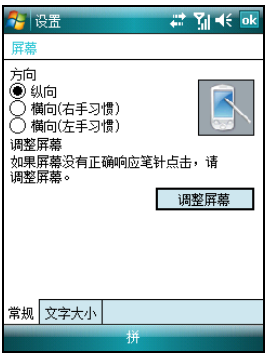 设置 ok
屏幕
方向
纵向
横向(右手习惯)
横向(左手习惯)
调整屏幕
如果屏幕没有正确响应笔针点击，请
调整屏幕。
调整屏幕
常规 文字大小
拼